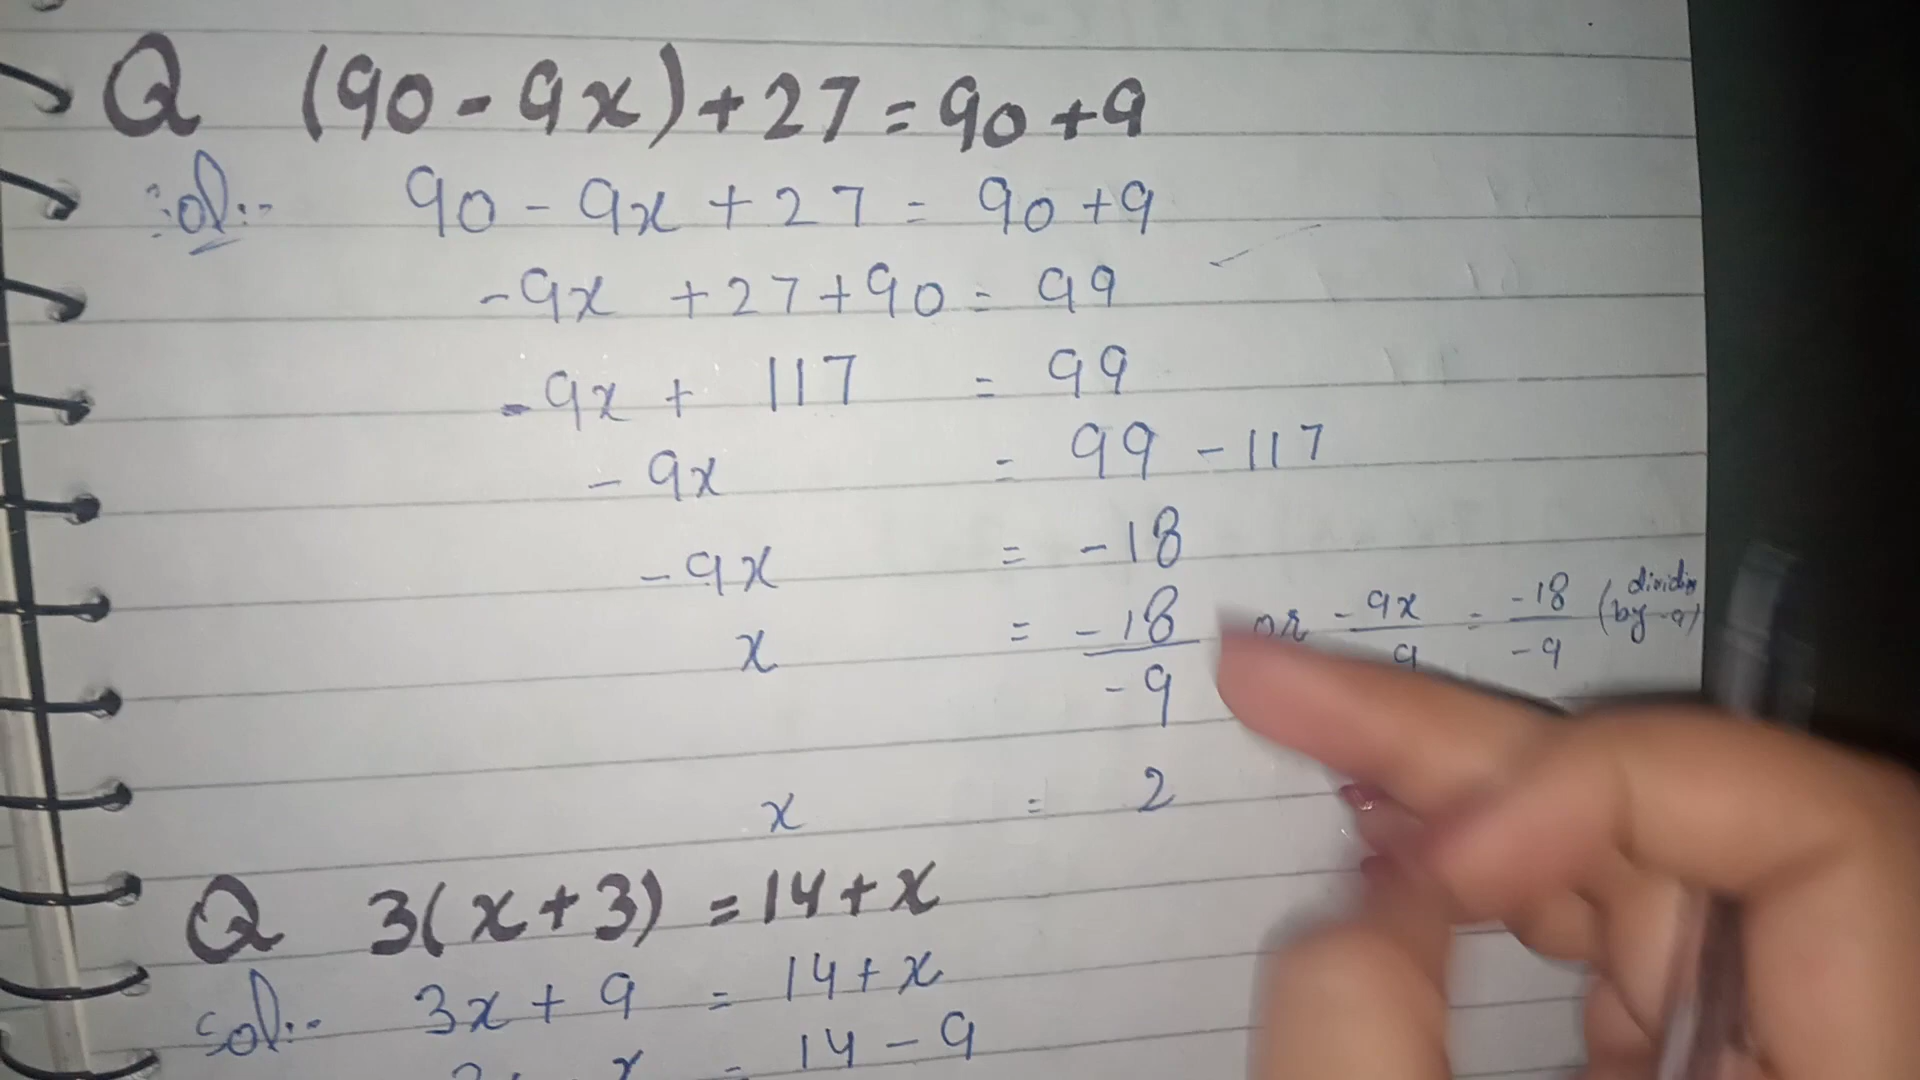 Q (90 - 9x) + 27 = 90 + 9
Sol:- 90 - 9x + 27 = 90 + 9
-9x + 27 + 90 = 99
-9x + 117 = 99
-9x = 99 - 117
-9x = -18
x = -18/-9 or -9x/9 = -18/-9 (dividin by -9)
x = 2
Q 3(x+3) = 14 + x
Sol:- 3x + 9 = 14 + x
x = 14 - 9